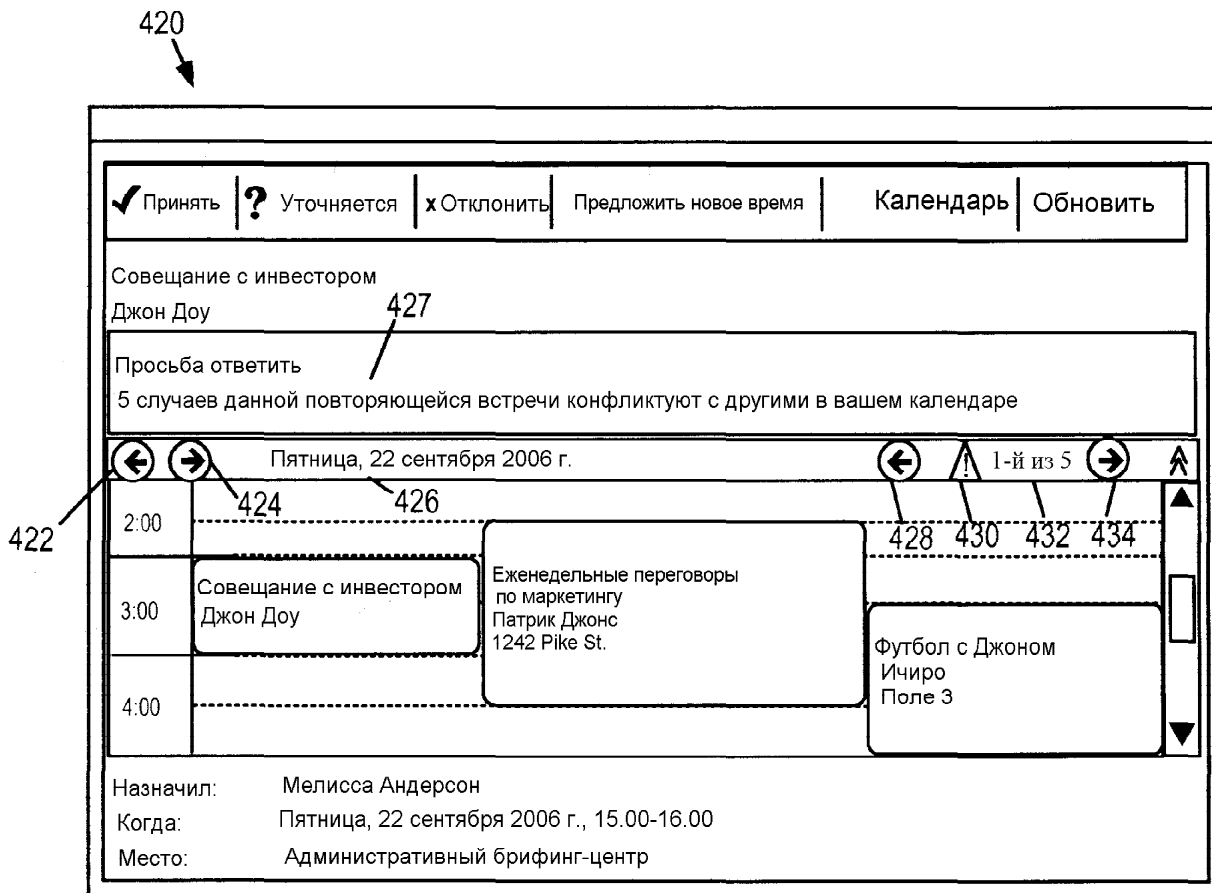 420
Принять ? Уточняется x Отклонить Предложить новое время Календарь Обновить
Совещание с инвестором
Джон Доу
427
Просьба ответить
5 случаев данной повторяющейся встречи конфликтуют с другими в вашем календаре
Пятница, 22 сентября 2006 г. ! 1-й из 5
422 424 426 428 430 432 434
2:00
3:00
4:00
Совещание с инвестором
Джон Доу
Еженедельные переговоры
по маркетингу
Патрик Джонс
1242 Pike St.
Футбол с Джоном
Ичиро
Поле 3
Назначил: Мелисса Андерсон
Когда: Пятница, 22 сентября 2006 г., 15.00-16.00
Место: Административный брифинг-центр